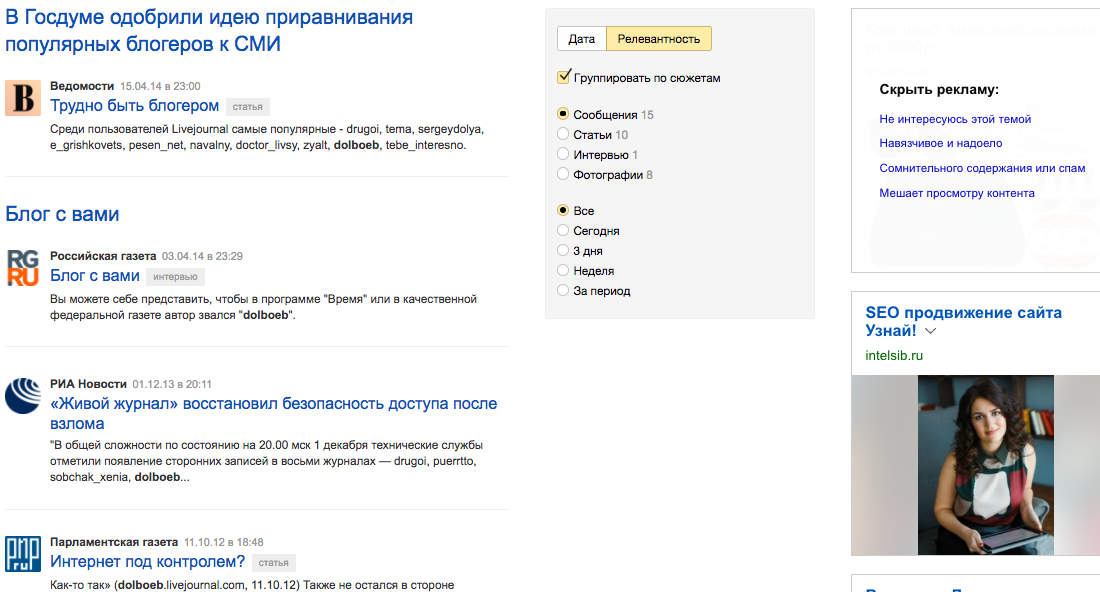 В Госдуме одобрили идею приравнивания
популярных блогеров к СМИ
В
Ведомости 15.04.14 в 23:00
Трудно быть блогером статья
Среди пользователей Livejournal самые популярные - drugoi, tema, sergeydolya,
e_grishkovets, pesen_net, navalny, doctor_livsy, zyalt, dolboeb, tebe_interesno.
Блог с вами
RG
RU
Российская газета 03.04.14 в 23:29
Блог с вами интервью
Вы можете себе представить, чтобы в программе "Время" или в качественной
федеральной газете автор звался "dolboeb".
РИА Новости 01.12.13 в 20:11
«Живой журнал» восстановил безопасность доступа после
взлома
"В общей сложности по состоянию на 20.00 мск 1 декабря технические службы
отметили появление сторонних записей в восьми журналах — drugoi, puerrtto,
sobchak_xenia, dolboeb...
pnp
ru
Парламентская газета 11.10.12 в 18:48
Интернет под контролем? статья
Как-то так» (dolboeb.livejournal.com, 11.10.12) Также не остался в стороне
Дата Релевантность
Группировать по сюжетам
Сообщения 15
Статьи 10
Интервью 1
Фотографии 8
Все
Сегодня
3 дня
Неделя
За период
Скрыть рекламу:
Не интересуюсь этой темой
Навязчивое и надоело
Сомнительного содержания или спам
Мешает просмотру контента
SEO продвижение сайта
Узнай!
intelsib.ru